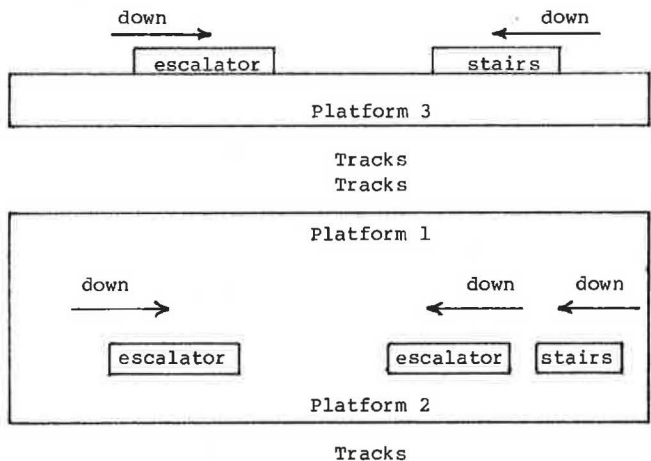 down down
escalator stairs
Platform 3
Tracks
Tracks
Platform 1
down down down
escalator escalator stairs
Platform 2
Tracks